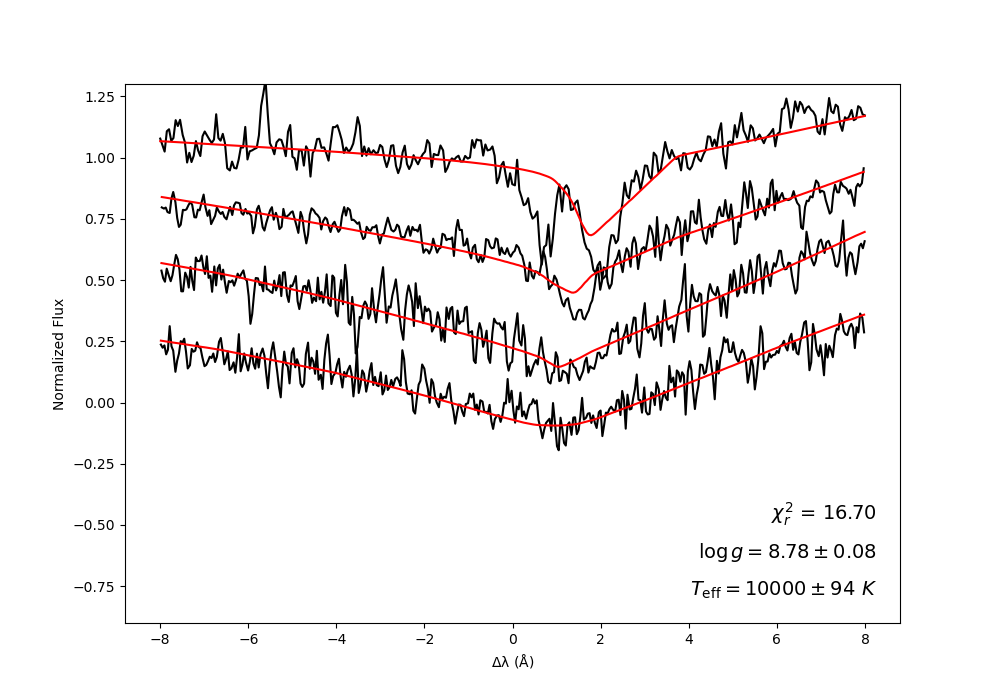 1.25
1.00
0.75
0.50
0.25
0.00
−0.25
−0.50
−0.75
Normalized Flux
χ_r^2 = 16.70
log g = 8.78 ± 0.08
T_eff = 10000 ± 94 K
−8 −6 −4 −2 0 2 4 6 8
Δλ (Å)